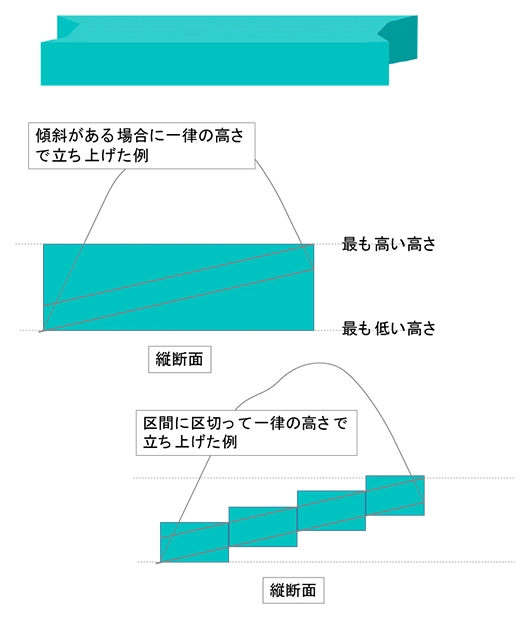 傾斜がある場合に一律の高さ
で立ち上げた例
最も高い高さ
最も低い高さ
縦断面
区間に区切って一律の高さで
立ち上げた例
縦断面